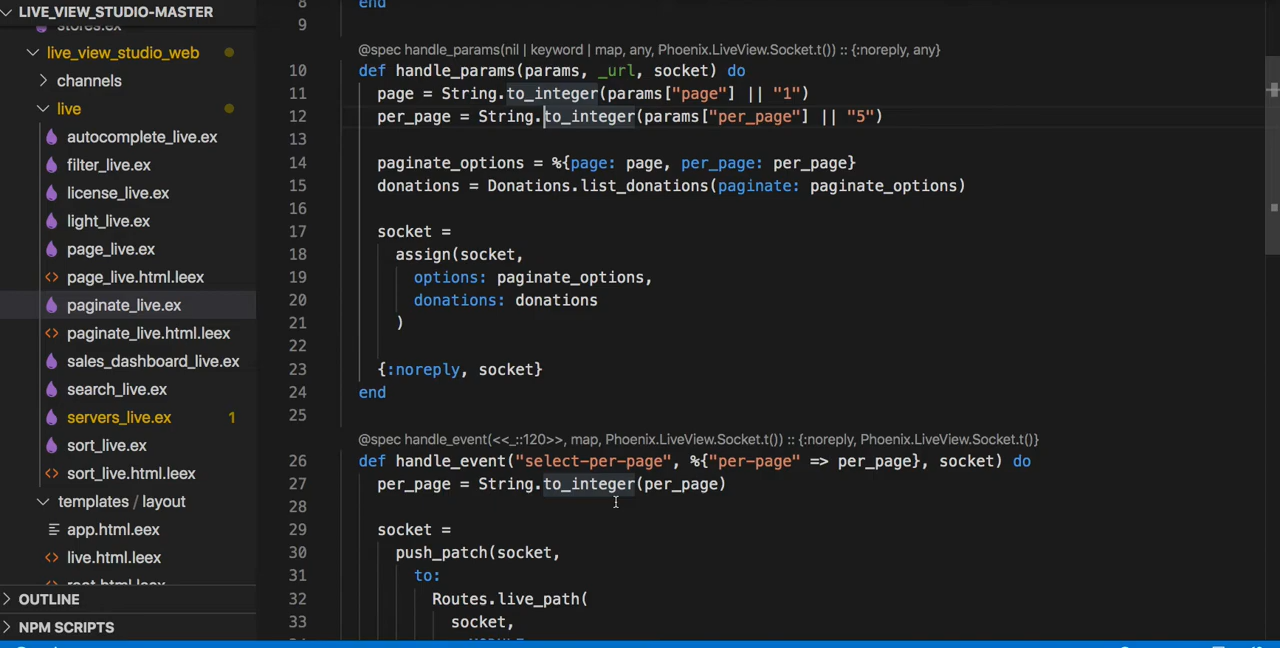 LIVE_VIEW_STUDIO-MASTER
stores.ex
live_view_studio_web
channels
live
autocomplete_live.ex
filter_live.ex
license_live.ex
light_live.ex
page_live.ex
page_live.html.leex
paginate_live.ex
paginate_live.html.leex
sales_dashboard_live.ex
search_live.ex
servers_live.ex 1
sort_live.ex
sort_live.html.leex
templates / layout
app.html.eex
live.html.leex
root.html.leex
OUTLINE
NPM SCRIPTS
8 end
9
@spec handle_params(nil | keyword | map, any, Phoenix.LiveView.Socket.t()) :: {:noreply, any}
10 def handle_params(params, _url, socket) do
11 page = String.to_integer(params["page"] || "1")
12 per_page = String.to_integer(params["per_page"] || "5")
13
14 paginate_options = %{page: page, per_page: per_page}
15 donations = Donations.list_donations(paginate: paginate_options)
16
17 socket =
18 assign(socket,
19 options: paginate_options,
20 donations: donations
21 )
22
23 {:noreply, socket}
24 end
25
@spec handle_event(<<_::120>>, map, Phoenix.LiveView.Socket.t()) :: {:noreply, Phoenix.LiveView.Socket.t()}
26 def handle_event("select-per-page", %{"per-page" => per_page}, socket) do
27 per_page = String.to_integer(per_page)
28
29 socket =
30 push_patch(socket,
31 to:
32 Routes.live_path(
33 socket,